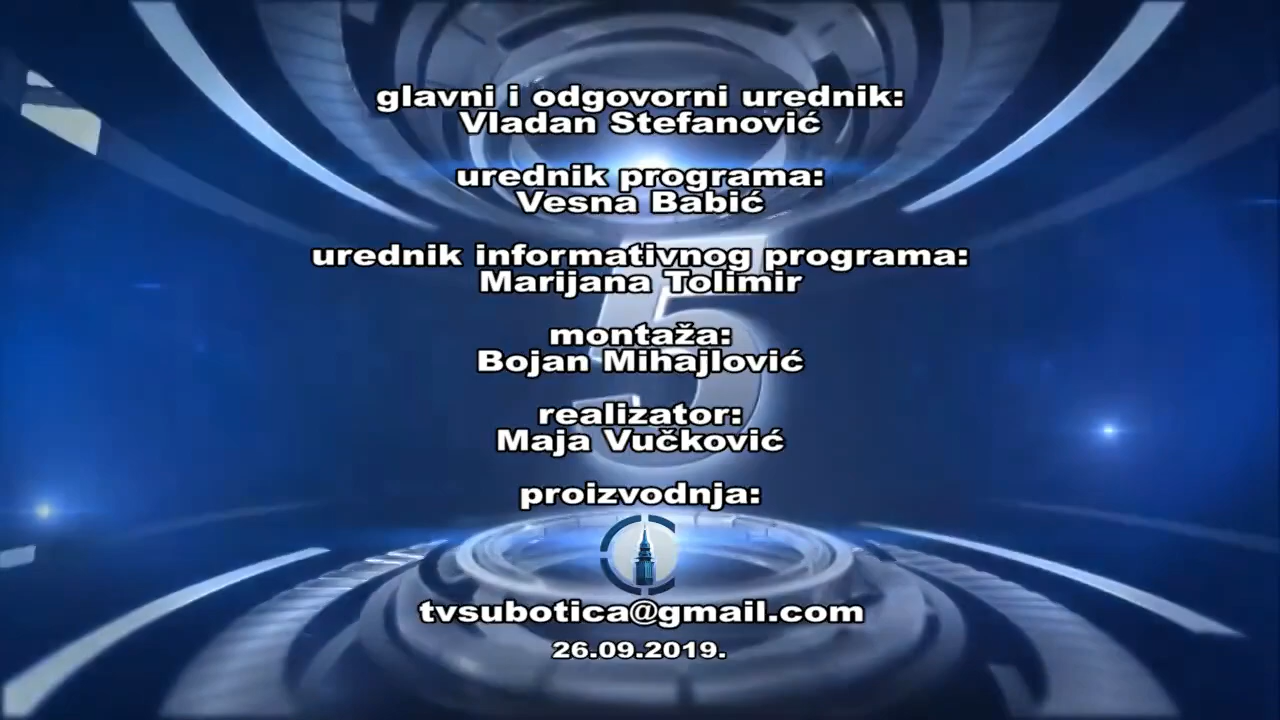 glavni i odgovorni urednik:
Vladan Stefanović
urednik programa:
Vesna Babić
urednik informativnog programa:
Marijana Tolimir
montaža:
Bojan Mihajlović
realizator:
Maja Vučković
proizvodnja:
tvsubotica@gmail.com
26.09.2019.
5